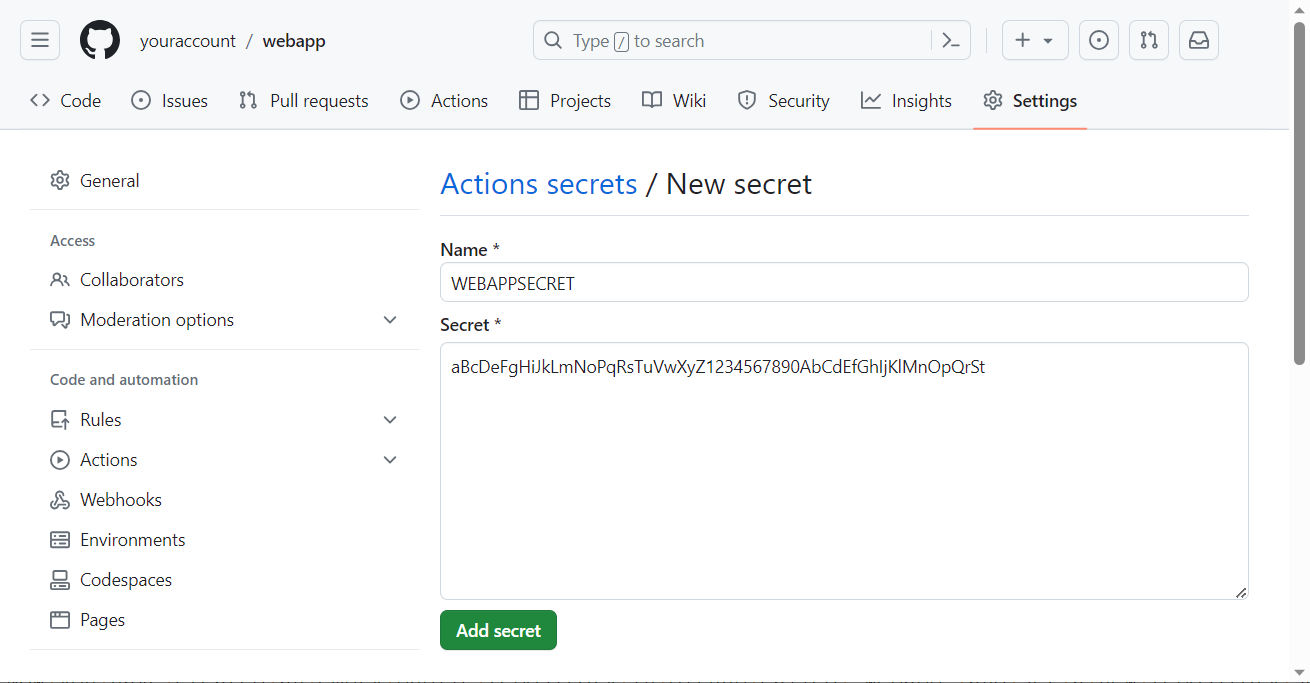 youraccount / webapp
Type / to search
Code Issues Pull requests Actions Projects Wiki Security Insights Settings
General
Access
Collaborators
Moderation options
Code and automation
Rules
Actions
Webhooks
Environments
Codespaces
Pages
Actions secrets / New secret
Name *
WEBAPPSECRET
Secret *
aBcDeFgHiJkLmNoPqRsTuVwXyZ1234567890AbCdEfGhIjKlMnOpQrSt
Add secret